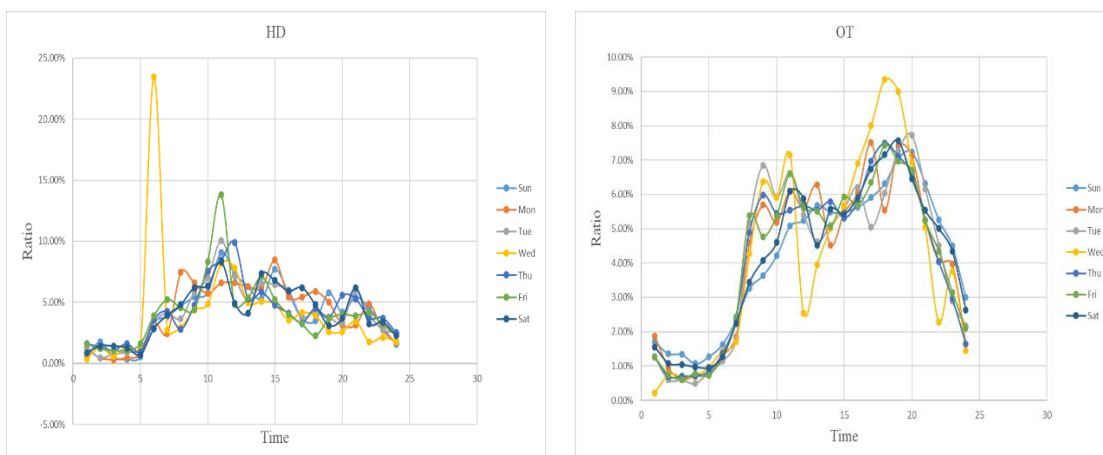 HD
25.00%
20.00%
15.00%
10.00%
5.00%
0.00%
-5.00%
0 5 10 15 20 25 30
Ratio
Time
Sun
Mon
Tue
Wed
Thu
Fri
Sat
OT
10.00%
9.00%
8.00%
7.00%
6.00%
5.00%
4.00%
3.00%
2.00%
1.00%
0.00%
0 5 10 15 20 25 30
Ratio
Time
Sun
Mon
Tue
Wed
Thu
Fri
Sat